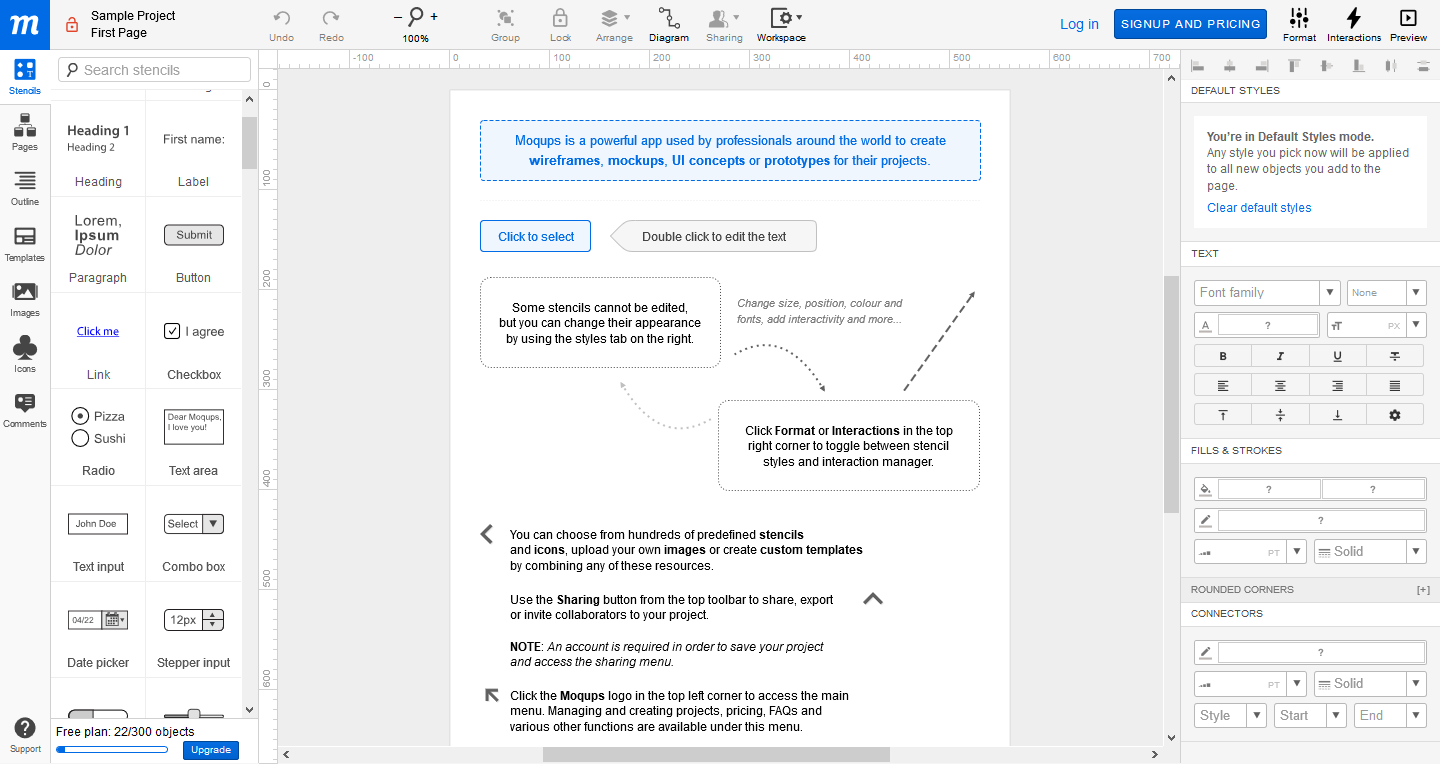 m
Sample Project
First Page
Undo
Redo
– +
100%
Group
Lock
Arrange
Diagram
Sharing
Workspace
Log in
SIGNUP AND PRICING
Format
Interactions
Preview
Stencils
Pages
Outline
Templates
Images
Icons
Comments
Support
Search stencils
Heading 1
Heading 2
Heading
First name:
Label
Lorem,
Ipsum
Dolor
Paragraph
Submit
Button
Click me
Link
I agree
Checkbox
Pizza
Sushi
Radio
Dear Moqups,
I love you!
Text area
John Doe
Text input
Select
Combo box
04/22
Date picker
12px
Stepper input
Free plan: 22/300 objects
Upgrade
-100 0 100 200 300 400 500 600 700
0
100
200
300
400
500
600
Moqups is a powerful app used by professionals around the world to create
wireframes, mockups, UI concepts or prototypes for their projects.
Click to select
Double click to edit the text
Some stencils cannot be edited,
but you can change their appearance
by using the styles tab on the right.
Change size, position, colour and
fonts, add interactivity and more...
Click Format or Interactions in the top
right corner to toggle between stencil
styles and interaction manager.
You can choose from hundreds of predefined stencils
and icons, upload your own images or create custom templates
by combining any of these resources.
Use the Sharing button from the top toolbar to share, export
or invite collaborators to your project.
NOTE: An account is required in order to save your project
and access the sharing menu.
Click the Moqups logo in the top left corner to access the main
menu. Managing and creating projects, pricing, FAQs and
various other functions are available under this menu.
DEFAULT STYLES
You're in Default Styles mode.
Any style you pick now will be applied
to all new objects you add to the
page.
Clear default styles
TEXT
Font family
None
A ?
TT PX
B I U T
FILLS & STROKES
? ?
?
PT
Solid
ROUNDED CORNERS [+]
CONNECTORS
?
PT
Solid
Style
Start
End